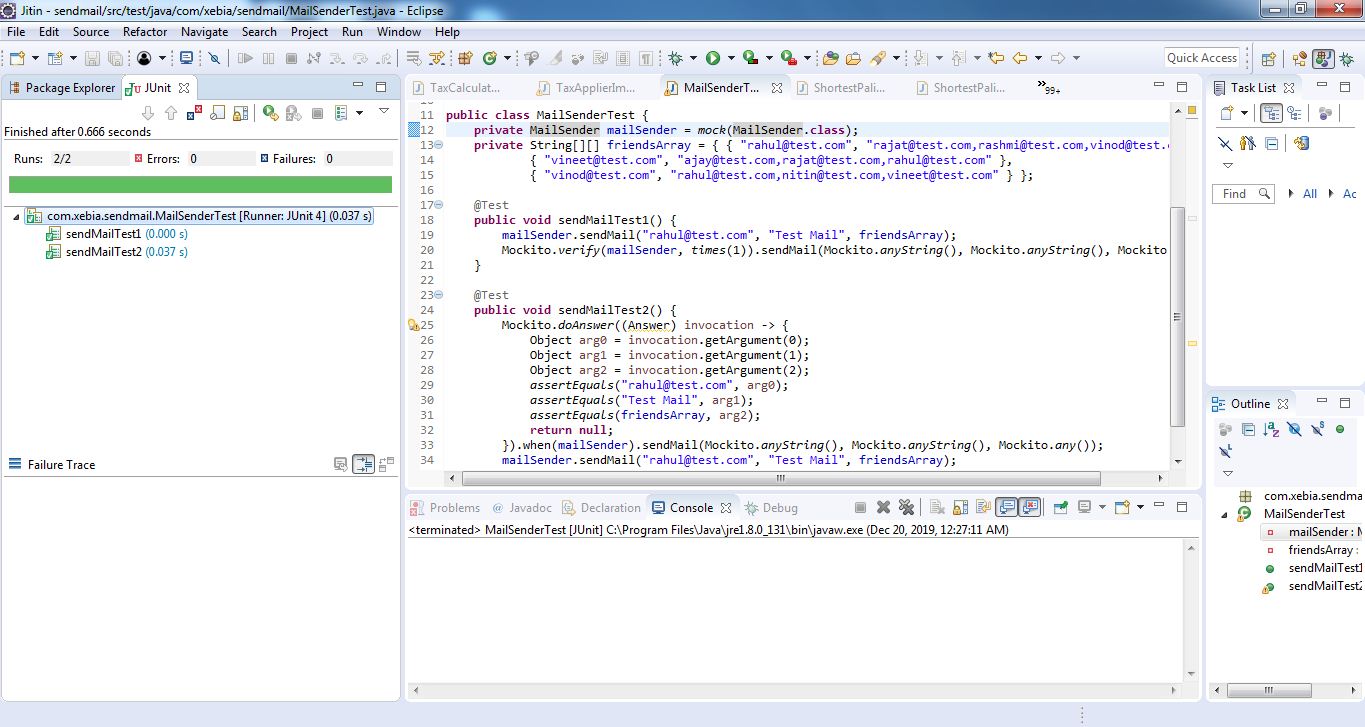 Jitin - sendmail/src/test/java/com/xebia/sendmail/MailSenderTest.java - Eclipse
File Edit Source Refactor Navigate Search Project Run Window Help
Quick Access
Package Explorer JUnit
Finished after 0.666 seconds
Runs: 2/2 Errors: 0 Failures: 0
com.xebia.sendmail.MailSenderTest [Runner: JUnit 4] (0.037 s)
sendMailTest1 (0.000 s)
sendMailTest2 (0.037 s)
Failure Trace
TaxCalculat... TaxApplierIm... MailSenderT... ShortestPali... ShortestPali... 99+
11 public class MailSenderTest {
12 private MailSender mailSender = mock(MailSender.class);
13 private String[][] friendsArray = { { "rahul@test.com", "rajat@test.com,rashmi@test.com,vinod@test.
14 { "vineet@test.com", "ajay@test.com,rajat@test.com,rahul@test.com" },
15 { "vinod@test.com", "rahul@test.com,nitin@test.com,vineet@test.com" } };
16
17 @Test
18 public void sendMailTest1() {
19 mailSender.sendMail("rahul@test.com", "Test Mail", friendsArray);
20 Mockito.verify(mailSender, times(1)).sendMail(Mockito.anyString(), Mockito.anyString(), Mockito
21 }
22
23 @Test
24 public void sendMailTest2() {
25 Mockito.doAnswer((Answer) invocation -> {
26 Object arg0 = invocation.getArgument(0);
27 Object arg1 = invocation.getArgument(1);
28 Object arg2 = invocation.getArgument(2);
29 assertEquals("rahul@test.com", arg0);
30 assertEquals("Test Mail", arg1);
31 assertEquals(friendsArray, arg2);
32 return null;
33 }).when(mailSender).sendMail(Mockito.anyString(), Mockito.anyString(), Mockito.any());
34 mailSender.sendMail("rahul@test.com", "Test Mail", friendsArray);
Problems @ Javadoc Declaration Console Debug
<terminated> MailSenderTest [JUnit] C:\Program Files\Java\jre1.8.0_131\bin\javaw.exe (Dec 20, 2019, 12:27:11 AM)
Task List
Find All Ac
Outline
com.xebia.sendma
MailSenderTest
mailSender : M
friendsArray :
sendMailTest1
sendMailTest2